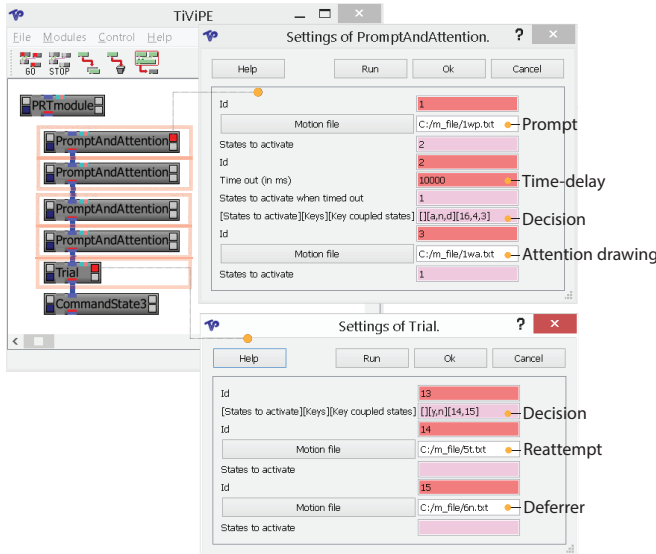 TiViPE
File Modules Control Help
GO STOP
PRTmodule
PromptAndAttention
PromptAndAttention
PromptAndAttention
PromptAndAttention
Trial
CommandState3
Settings of PromptAndAttention.
Help Run Ok Cancel
Id 1
Motion file C:/m_file/1wp.txt Prompt
States to activate 2
Id 2
Time out (in ms) 10000 Time-delay
States to activate when timed out 1
[States to activate][Keys][Key coupled states] [][a,n,d][16,4,3] Decision
Id 3
Motion file C:/m_file/1wa.txt Attention drawing
States to activate 1
Settings of Trial.
Help Run Ok Cancel
Id 13
[States to activate][Keys][Key coupled states] [][y,n][14,15] Decision
Id 14
Motion file C:/m_file/5t.txt Reattempt
States to activate
Id 15
Motion file C:/m_file/6n.txt Deferrer
States to activate